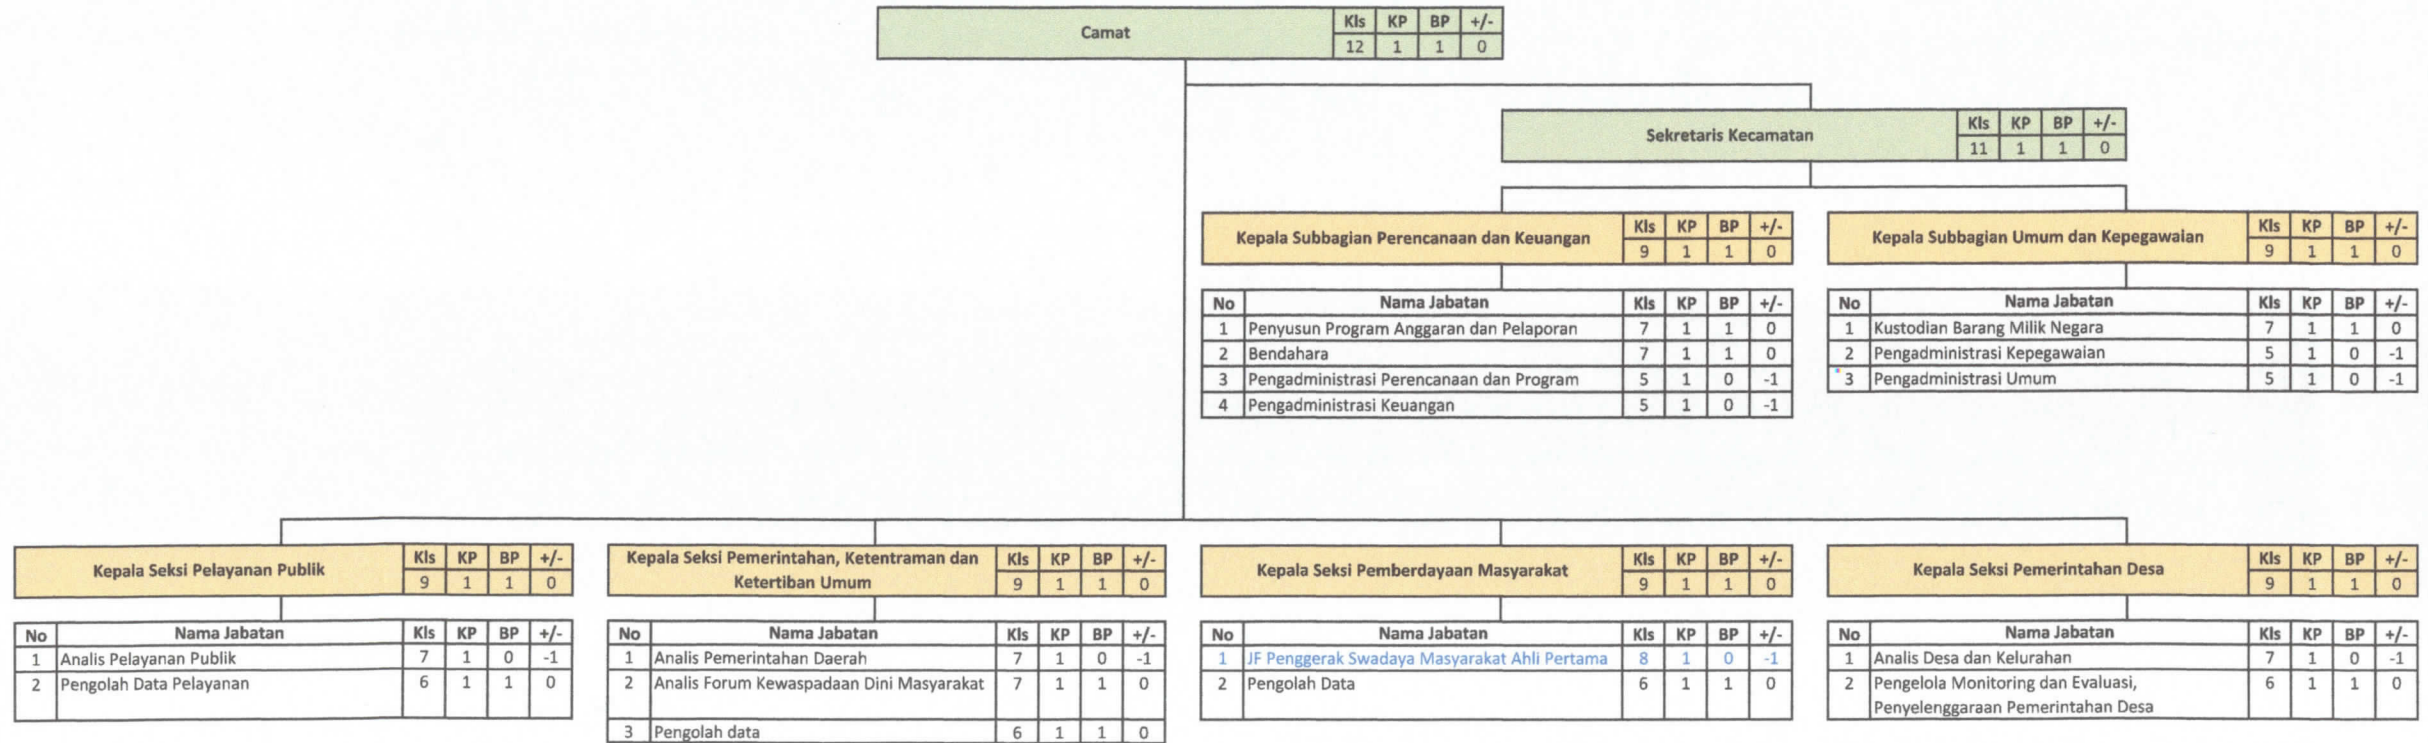 Camat Kls KP BP +/-
12 1 1 0
Sekretaris Kecamatan Kls KP BP +/-
11 1 1 0
Kepala Subbagian Perencanaan dan Keuangan Kls KP BP +/-
9 1 1 0
No Nama Jabatan Kls KP BP +/-
1 Penyusun Program Anggaran dan Pelaporan 7 1 1 0
2 Bendahara 7 1 1 0
3 Pengadministrasi Perencanaan dan Program 5 1 0 -1
4 Pengadministrasi Keuangan 5 1 0 -1
Kepala Subbagian Umum dan Kepegawaian Kls KP BP +/-
9 1 1 0
No Nama Jabatan Kls KP BP +/-
1 Kustodian Barang Milik Negara 7 1 1 0
2 Pengadministrasi Kepegawaian 5 1 0 -1
3 Pengadministrasi Umum 5 1 0 -1
Kepala Seksi Pelayanan Publik Kls KP BP +/-
9 1 1 0
No Nama Jabatan Kls KP BP +/-
1 Analis Pelayanan Publik 7 1 0 -1
2 Pengolah Data Pelayanan 6 1 1 0
Kepala Seksi Pemerintahan, Ketentraman dan Kls KP BP +/-
Ketertiban Umum 9 1 1 0
No Nama Jabatan Kls KP BP +/-
1 Analis Pemerintahan Daerah 7 1 0 -1
2 Analis Forum Kewaspadaan Dini Masyarakat 7 1 1 0
3 Pengolah data 6 1 1 0
Kepala Seksi Pemberdayaan Masyarakat Kls KP BP +/-
9 1 1 0
No Nama Jabatan Kls KP BP +/-
1 JF Penggerak Swadaya Masyarakat Ahli Pertama 8 1 0 -1
2 Pengolah Data 6 1 1 0
Kepala Seksi Pemerintahan Desa Kls KP BP +/-
9 1 1 0
No Nama Jabatan Kls KP BP +/-
1 Analis Desa dan Kelurahan 7 1 0 -1
2 Pengelola Monitoring dan Evaluasi, 6 1 1 0
Penyelenggaraan Pemerintahan Desa